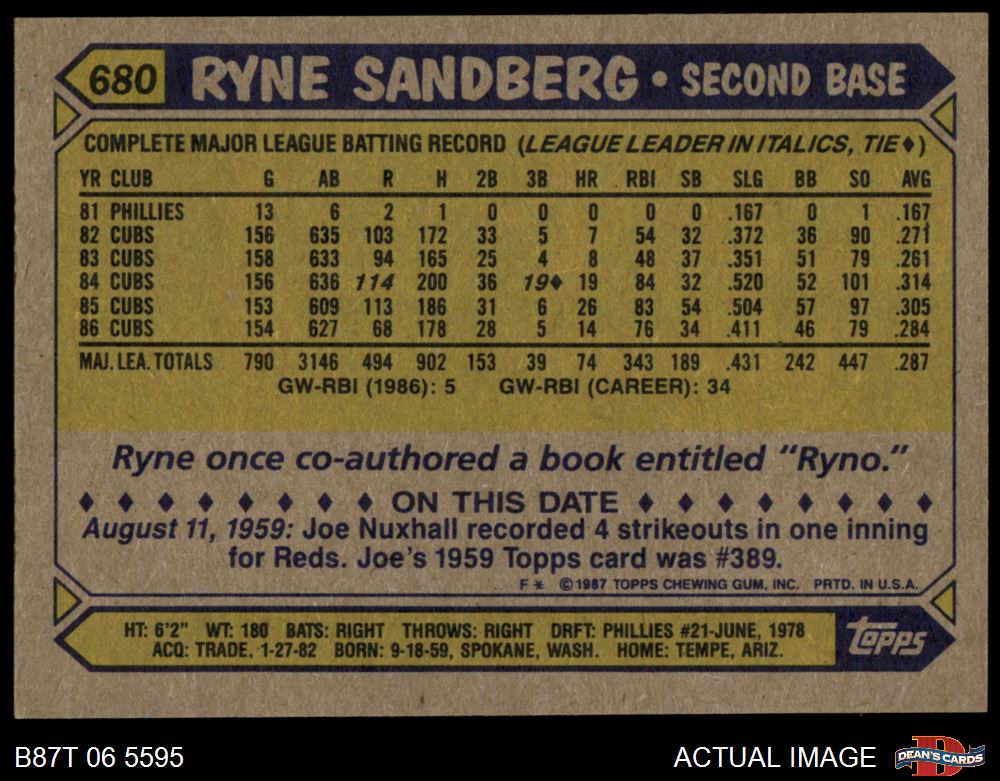 680 RYNE SANDBERG • SECOND BASE
COMPLETE MAJOR LEAGUE BATTING RECORD (LEAGUE LEADER IN ITALICS, TIE♦)
YR CLUB G AB R H 2B 3B HR RBI SB SLG BB SO AVG
81 PHILLIES 13 6 2 1 0 0 0 0 0 .167 0 1 .167
82 CUBS 156 635 103 172 33 5 7 54 32 .372 36 90 .271
83 CUBS 158 633 94 165 25 4 8 48 37 .351 51 79 .261
84 CUBS 156 636 114 200 36 19♦ 19 84 32 .520 52 101 .314
85 CUBS 153 609 113 186 31 6 26 83 54 .504 57 97 .305
86 CUBS 154 627 68 178 28 5 14 76 34 .411 46 79 .284
MAJ. LEA. TOTALS 790 3146 494 902 153 39 74 343 189 .431 242 447 .287
GW-RBI (1986): 5 GW-RBI (CAREER): 34
Ryne once co-authored a book entitled "Ryno."
♦ ♦ ♦ ♦ ♦ ♦ ♦ ♦ ON THIS DATE ♦ ♦ ♦ ♦ ♦ ♦ ♦ ♦
August 11, 1959: Joe Nuxhall recorded 4 strikeouts in one inning
for Reds. Joe's 1959 Topps card was #389.
F * © 1987 TOPPS CHEWING GUM, INC. PRTD. IN U.S.A.
HT: 6'2" WT: 180 BATS: RIGHT THROWS: RIGHT DRFT: PHILLIES #21-JUNE, 1978
ACQ: TRADE, 1-27-82 BORN: 9-18-59, SPOKANE, WASH. HOME: TEMPE, ARIZ.
topps
B87T 06 5595 ACTUAL IMAGE D DEAN'S CARDS